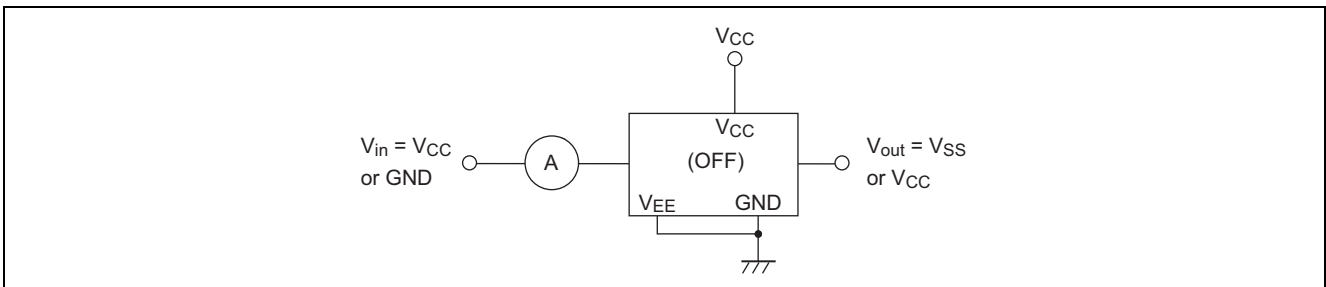 VCC
Vin = VCC
or GND
A
VCC
(OFF)
VEE GND
Vout = VSS
or VCC